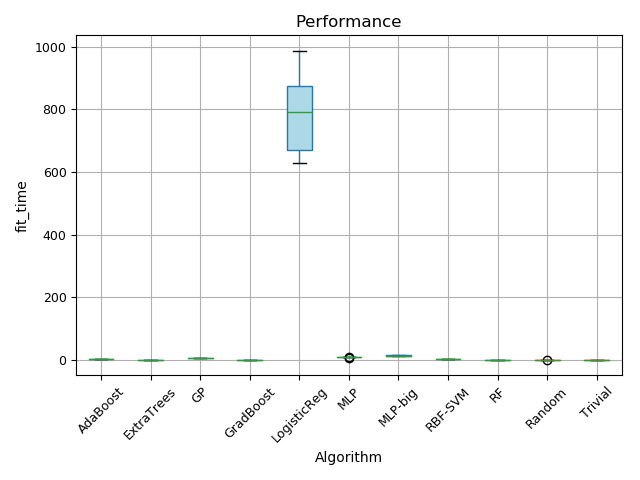 Performance
fit_time
1000
800
600
400
200
0
AdaBoost
ExtraTrees
GP
GradBoost
LogisticReg
MLP
MLP-big
RBF-SVM
RF
Random
Trivial
Algorithm